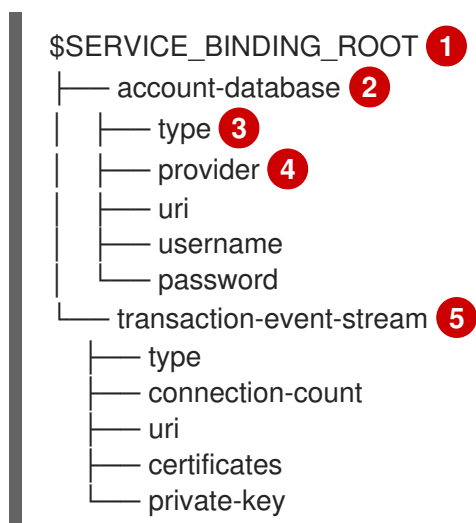 $SERVICE_BINDING_ROOT 1
├── account-database 2
│   ├── type 3
│   ├── provider 4
│   ├── uri
│   ├── username
│   └── password
└── transaction-event-stream 5
    ├── type
    ├── connection-count
    ├── uri
    ├── certificates
    └── private-key